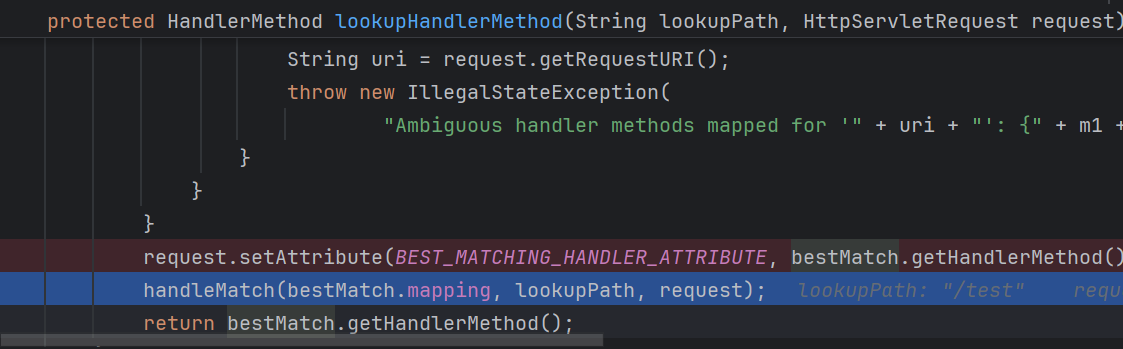 protected HandlerMethod lookupHandlerMethod(String lookupPath, HttpServletRequest request)
String uri = request.getRequestURI();
throw new IllegalStateException(
"Ambiguous handler methods mapped for '" + uri + "': {" + m1 +
}
}
}
request.setAttribute(BEST_MATCHING_HANDLER_ATTRIBUTE, bestMatch.getHandlerMethod()
handleMatch(bestMatch.mapping, lookupPath, request); lookupPath: "/test" requ
return bestMatch.getHandlerMethod();